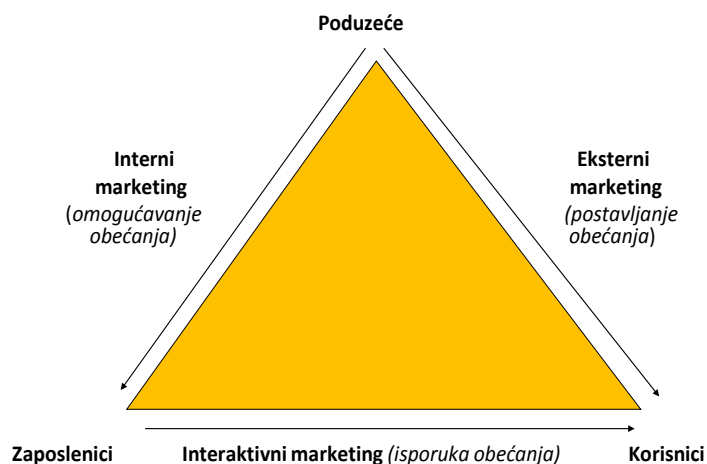 Poduzeće
Interni
marketing
(omogućavanje
obećanja)
Eksterni
marketing
(postavljanje
obećanja)
Zaposlenici
Interaktivni marketing (isporuka obećanja)
Korisnici